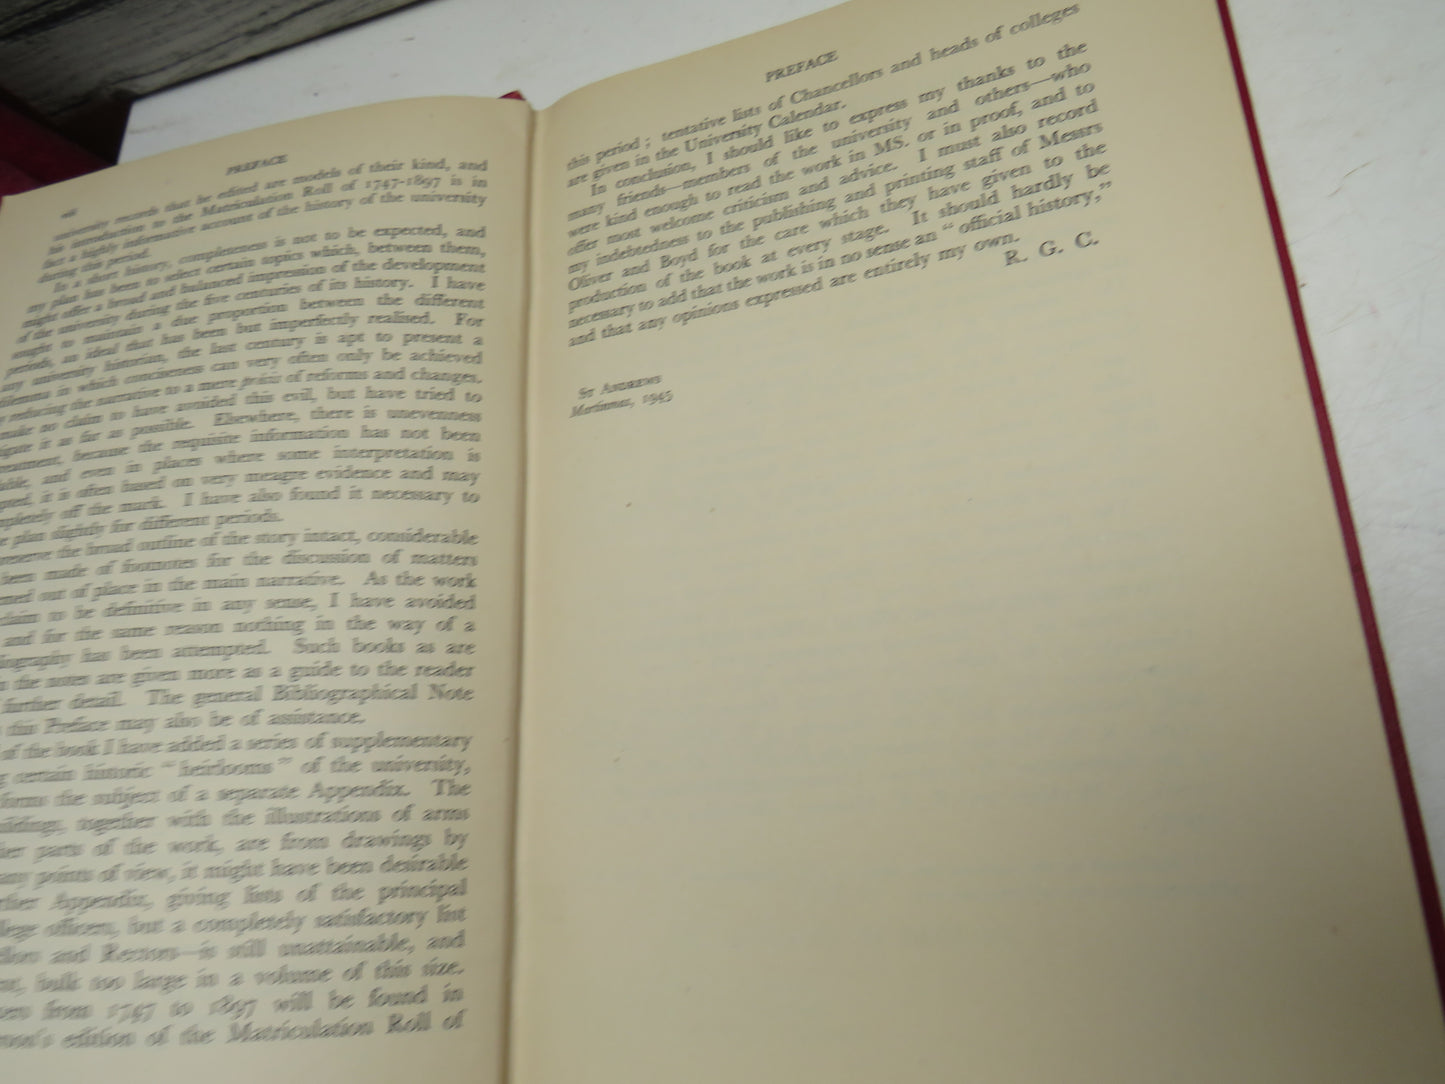 PREFACE
university records that he edited are models of their kind, and
his introduction to the Matriculation Roll of 1747-1897 is in
fact a highly informative account of the history of the university
during this period.
In a short history, completeness is not to be expected, and
my plan has been to select certain topics which, between them,
might offer a broad and balanced impression of the development
of the university during the five centuries of its history. I have
sought to maintain a due proportion between the different
periods, an ideal that has been but imperfectly realised. For
any university historian, the last century is apt to present a
dilemma in which conciseness can very often only be achieved
by reducing the narrative to a mere précis of reforms and changes.
make no claim to have avoided this evil, but have tried to
it as far as possible. Elsewhere, there is unevenness
because the requisite information has not been
and even in places where some interpretation is
it is often based on very meagre evidence and may
off the mark. I have also found it necessary to
plan slightly for different periods.
the broad outline of the story intact, considerable
been made of footnotes for the discussion of matters
out of place in the main narrative. As the work
claim to be definitive in any sense, I have avoided
and for the same reason nothing in the way of a
has been attempted. Such books as are
the notes are given more as a guide to the reader
further detail. The general Bibliographical Note
this Preface may also be of assistance.
of the book I have added a series of supplementary
certain historic "heirlooms" of the university,
forms the subject of a separate Appendix. The
together with the illustrations of arms
parts of the work, are from drawings by
points of view, it might have been desirable
Appendix, giving lists of the principal
officers, but a completely satisfactory list
and Rectors—is still unattainable, and
bulk too large in a volume of this size.
from 1747 to 1897 will be found in
edition of the Matriculation Roll of
PREFACE
this period; tentative lists of Chancellors and heads of colleges
are given in the University Calendar.
In conclusion, I should like to express my thanks to the
many friends—members of the university and others—who
were kind enough to read the work in MS. or in proof, and to
offer most welcome criticism and advice. I must also record
my indebtedness to the publishing and printing staff of Messrs
Oliver and Boyd for the care which they have given to the
production of the book at every stage. It should hardly be
necessary to add that the work is in no sense an "official history,"
and that any opinions expressed are entirely my own.
R. G. C.
St Andrews
Martinmas, 1945